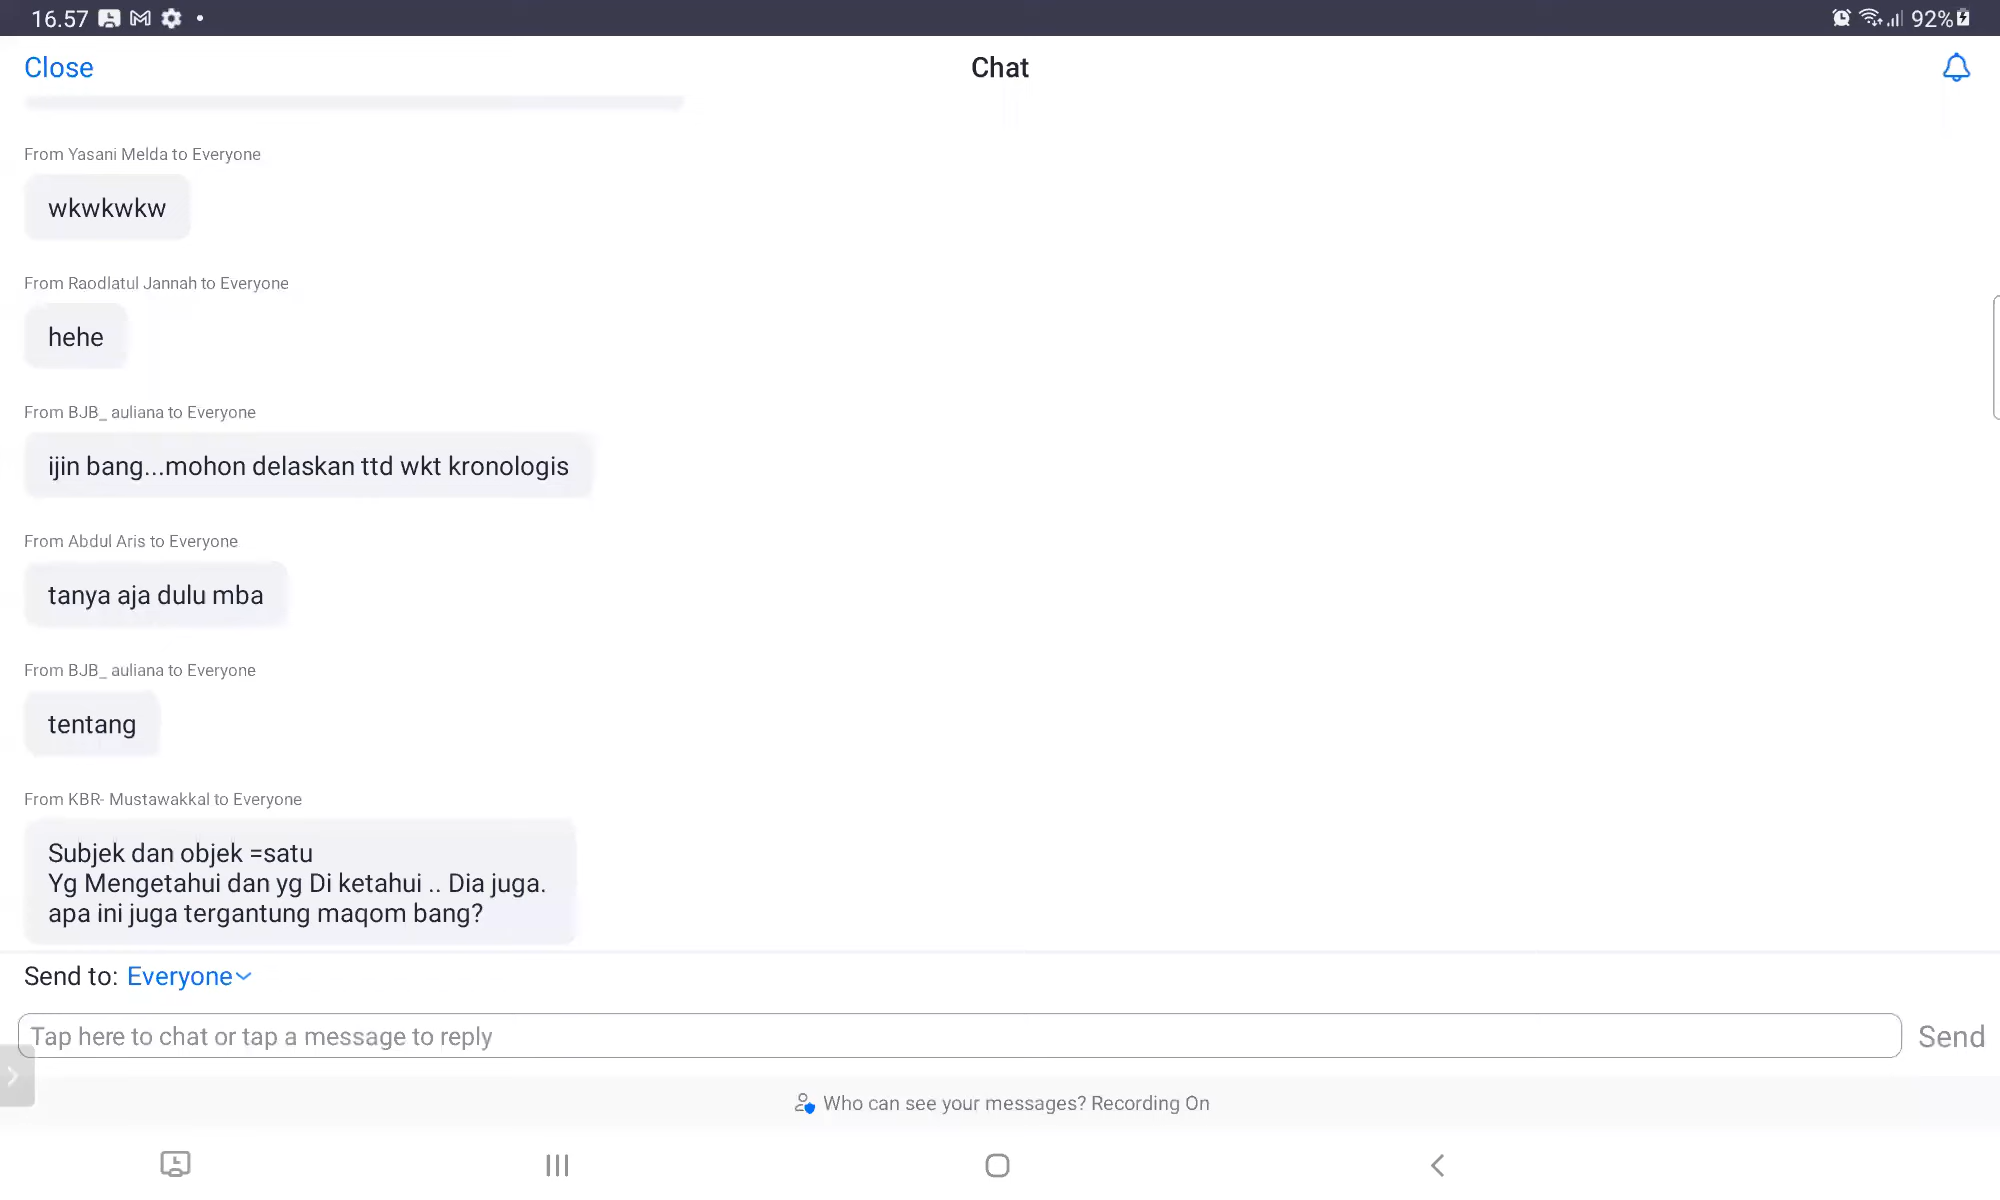 16.57
92%
Close
Chat
From Yasani Melda to Everyone
wkwkwkw
From Raodlatul Jannah to Everyone
hehe
From BJB_ auliana to Everyone
ijin bang...mohon delaskan ttd wkt kronologis
From Abdul Aris to Everyone
tanya aja dulu mba
From BJB_ auliana to Everyone
tentang
From KBR- Mustawakkal to Everyone
Subjek dan objek =satu
Yg Mengetahui dan yg Di ketahui .. Dia juga.
apa ini juga tergantung maqom bang?
Send to: Everyone
Tap here to chat or tap a message to reply
Send
Who can see your messages? Recording On